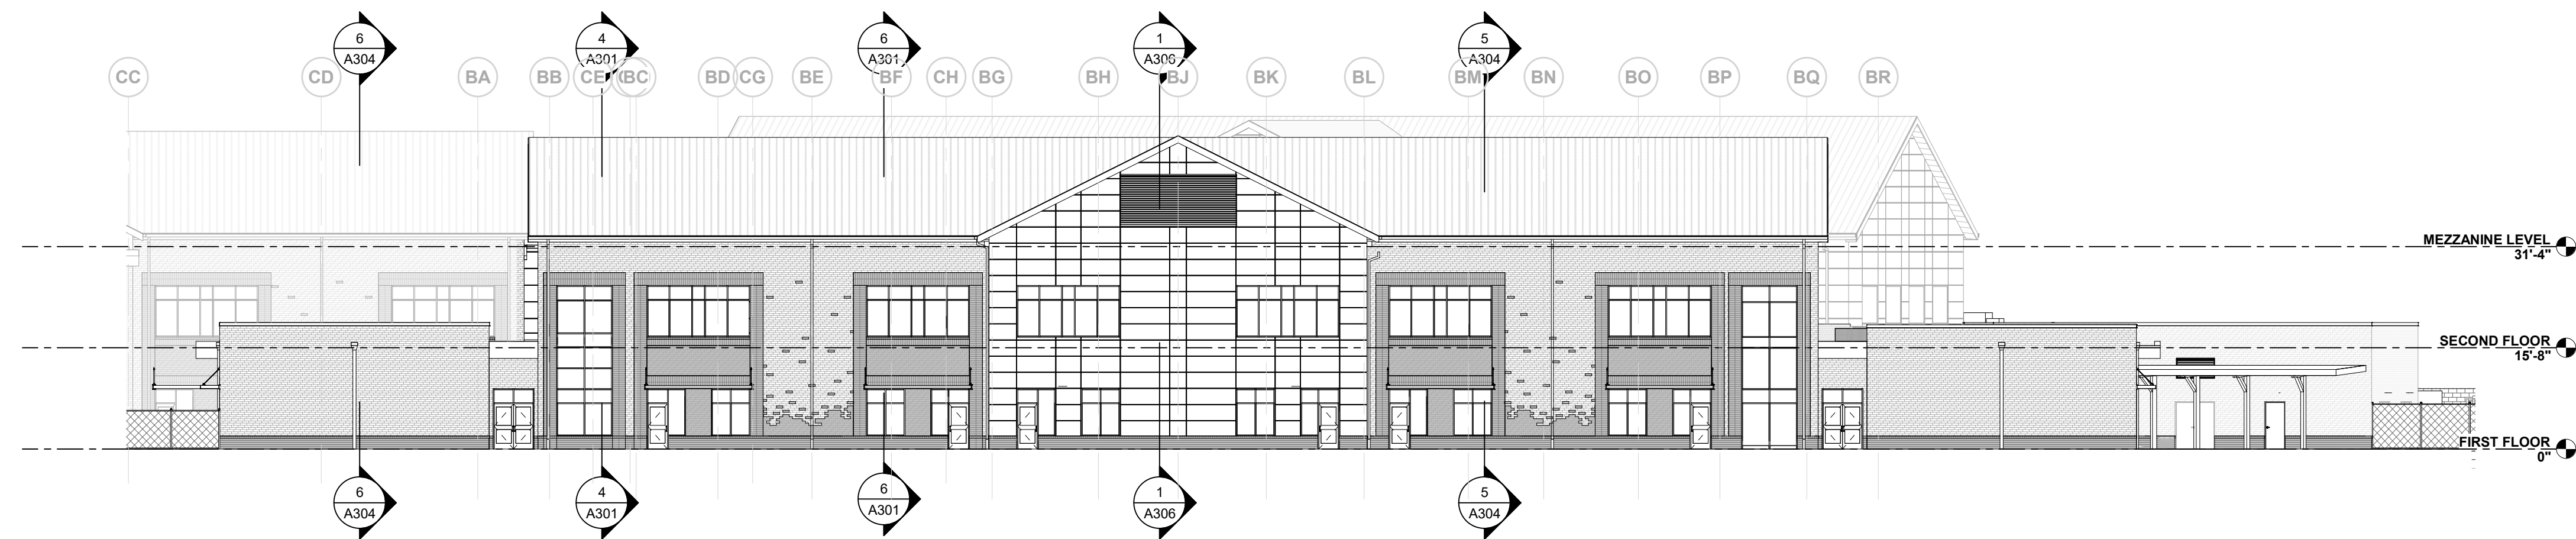 6
A304
4
A301
6
A301
1
A306
5
A304
CC
CD
BA
BB
CE
BC
BD
CG
BE
BF
CH
BG
BH
BJ
BK
BL
BM
BN
BO
BP
BQ
BR
MEZZANINE LEVEL
31'-4"
SECOND FLOOR
15'-8"
FIRST FLOOR
0"
6
A304
4
A301
6
A301
1
A306
5
A304